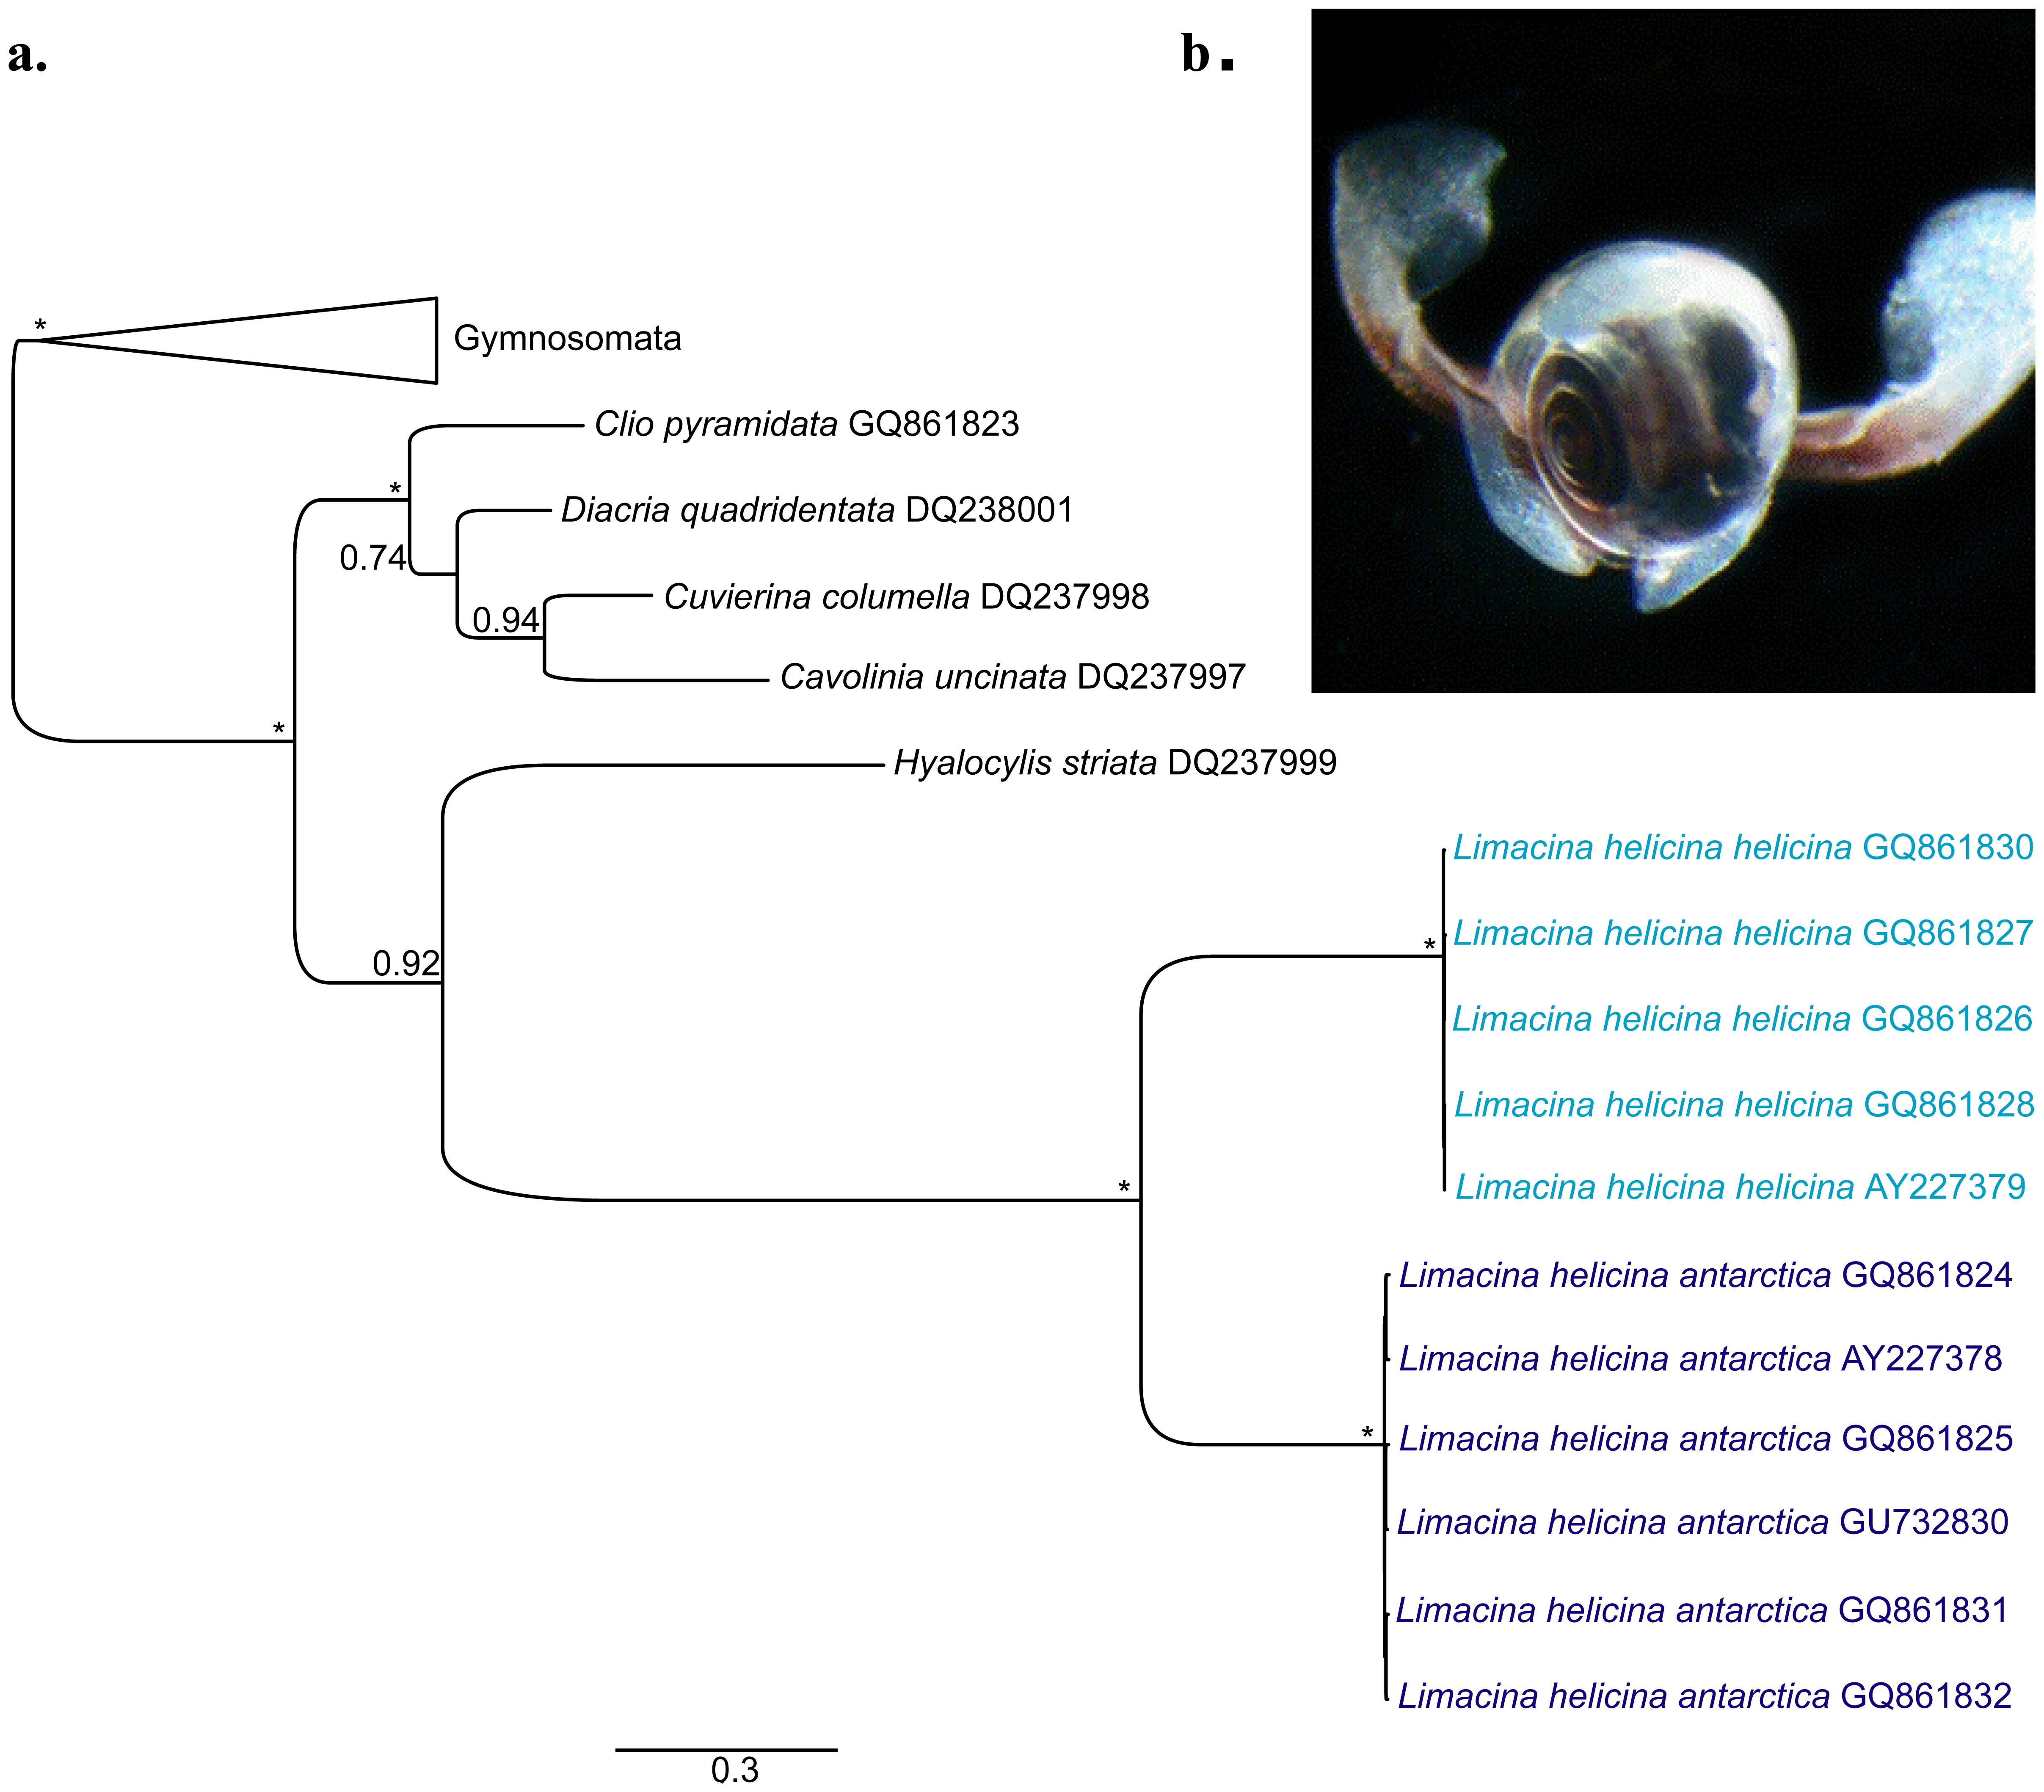 a.
b.
*
Gymnosomata
Clio pyramidata GQ861823
*
Diacria quadridentata DQ238001
0.74
Cuvierina columella DQ237998
0.94
Cavolinia uncinata DQ237997
*
Hyalocylis striata DQ237999
Limacina helicina helicina GQ861830
Limacina helicina helicina GQ861827
*
0.92
Limacina helicina helicina GQ861826
Limacina helicina helicina GQ861828
Limacina helicina helicina AY227379
*
Limacina helicina antarctica GQ861824
Limacina helicina antarctica AY227378
Limacina helicina antarctica GQ861825
*
Limacina helicina antarctica GU732830
Limacina helicina antarctica GQ861831
Limacina helicina antarctica GQ861832
0.3